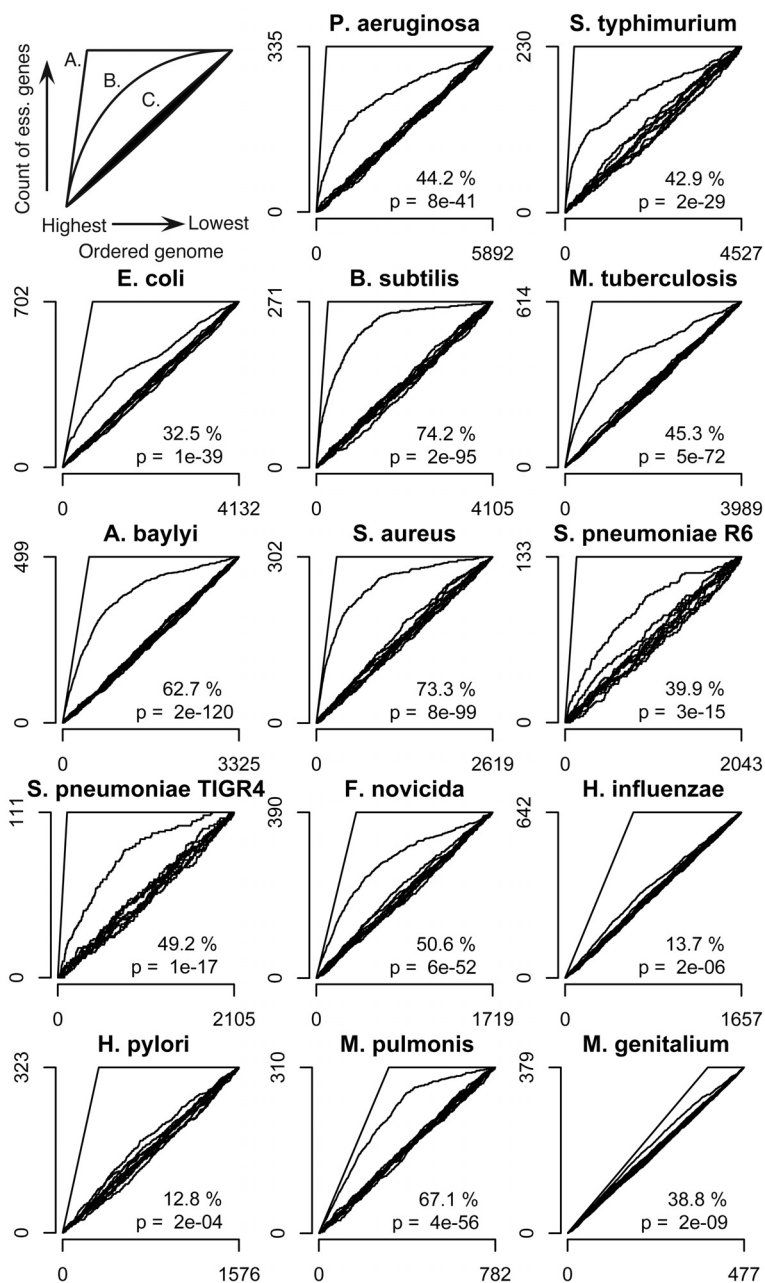 A.
B.
C.
Count of ess. genes
Highest Lowest
Ordered genome
P. aeruginosa
335
0
44.2 %
p = 8e-41
0 5892
S. typhimurium
230
0
42.9 %
p = 2e-29
0 4527
E. coli
702
0
32.5 %
p = 1e-39
0 4132
B. subtilis
271
0
74.2 %
p = 2e-95
0 4105
M. tuberculosis
614
0
45.3 %
p = 5e-72
0 3989
A. baylyi
499
0
62.7 %
p = 2e-120
0 3325
S. aureus
302
0
73.3 %
p = 8e-99
0 2619
S. pneumoniae R6
133
0
39.9 %
p = 3e-15
0 2043
S. pneumoniae TIGR4
111
0
49.2 %
p = 1e-17
0 2105
F. novicida
390
0
50.6 %
p = 6e-52
0 1719
H. influenzae
642
0
13.7 %
p = 2e-06
0 1657
H. pylori
323
0
12.8 %
p = 2e-04
0 1576
M. pulmonis
310
0
67.1 %
p = 4e-56
0 782
M. genitalium
379
0
38.8 %
p = 2e-09
0 477